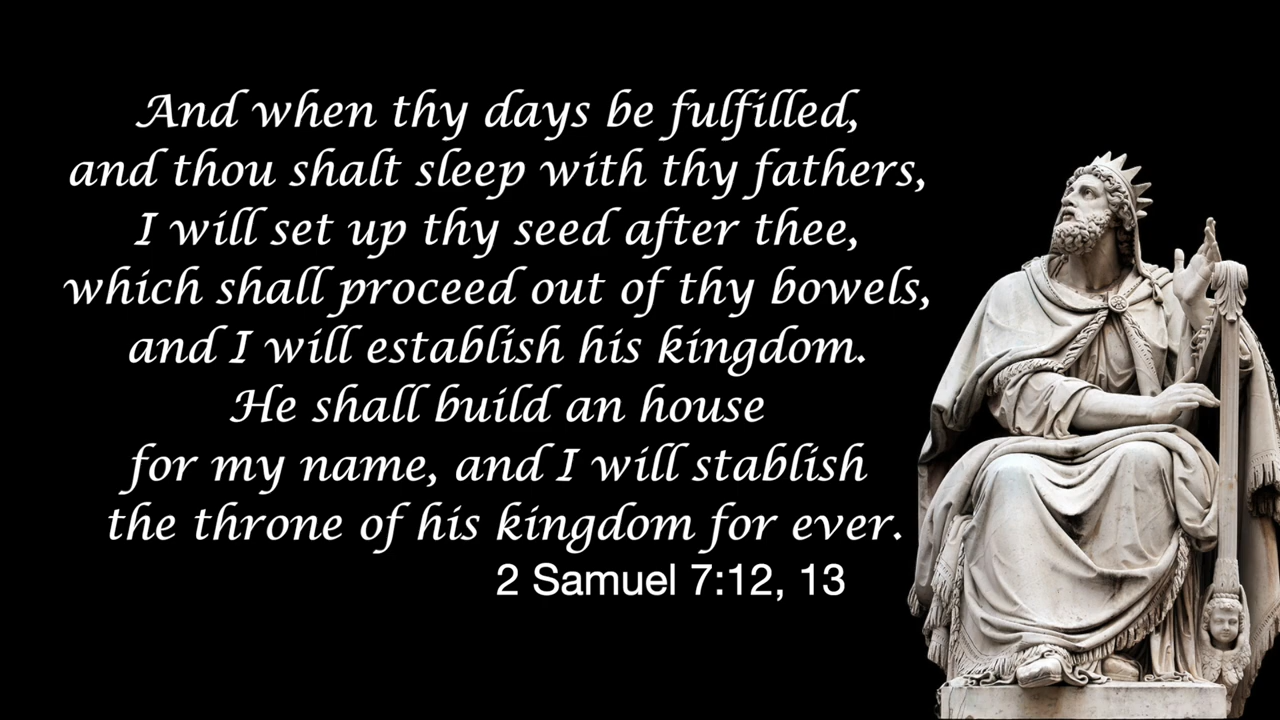 And when thy days be fulfilled,
and thou shalt sleep with thy fathers,
I will set up thy seed after thee,
which shall proceed out of thy bowels,
and I will establish his kingdom.
He shall build an house
for my name, and I will stablish
the throne of his kingdom for ever.
2 Samuel 7:12, 13